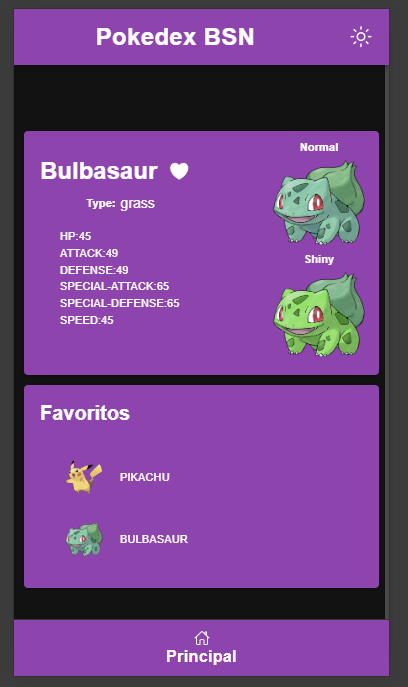 Pokedex BSN
Normal
Bulbasaur
Type: grass
HP:45
ATTACK:49
DEFENSE:49
SPECIAL-ATTACK:65
SPECIAL-DEFENSE:65
SPEED:45
Shiny
Favoritos
PIKACHU
BULBASAUR
Principal